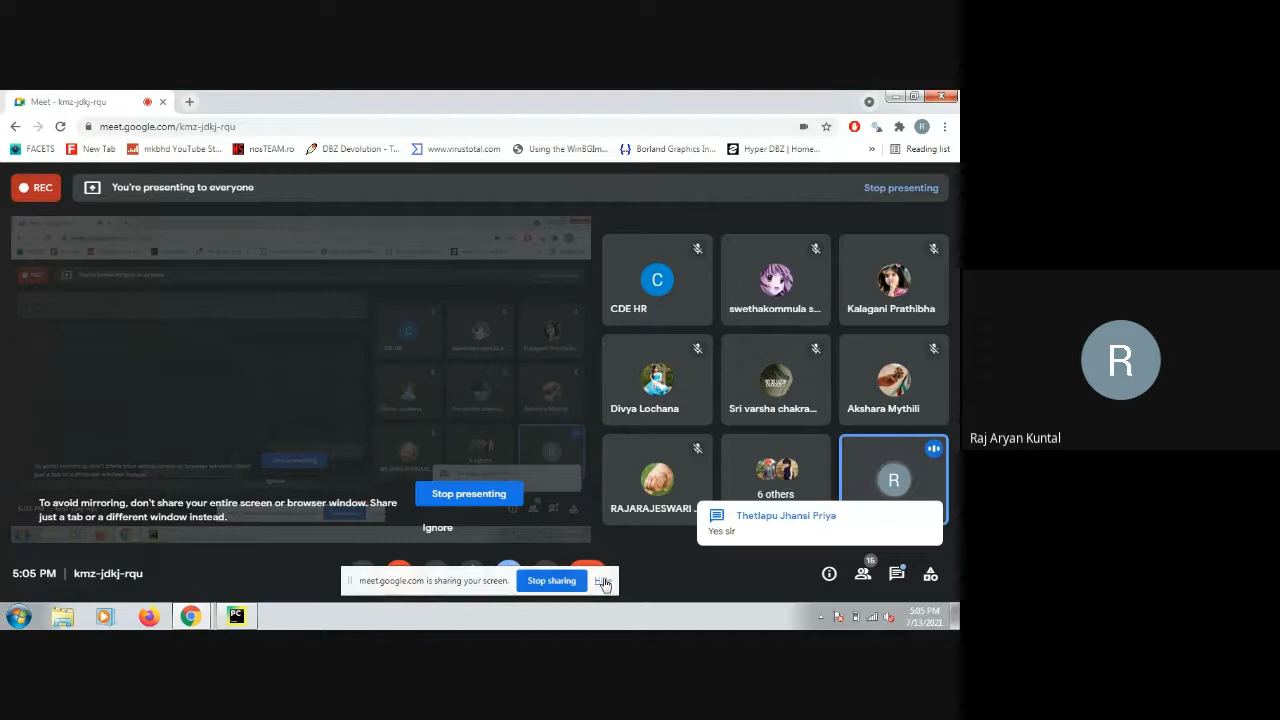 Meet - kmz-jdkj-rqu
meet.google.com/kmz-jdkj-rqu
R
FACETS
New Tab
mkbhd YouTube St...
nosTEAM.ro
DBZ Devolution - T...
www.virustotal.com
Using the WinBGIm...
Borland Graphics In...
Hyper DBZ | Home...
»
Reading list
REC
You're presenting to everyone
Stop presenting
C
CDE HR
swethakommula s...
Kalagani Prathibha
Divya Lochana
Sri varsha chakra...
Akshara Mythili
RAJARAJESWARI
6 others
R
Thetlapu Jhansi Priya
Yes sir
To avoid mirroring, don't share your entire screen or browser window. Share
just a tab or a different window instead.
Stop presenting
Ignore
5:05 PM | kmz-jdkj-rqu
meet.google.com is sharing your screen.
Stop sharing
15
PC
5:05 PM
7/13/2021
R
Raj Aryan Kuntal